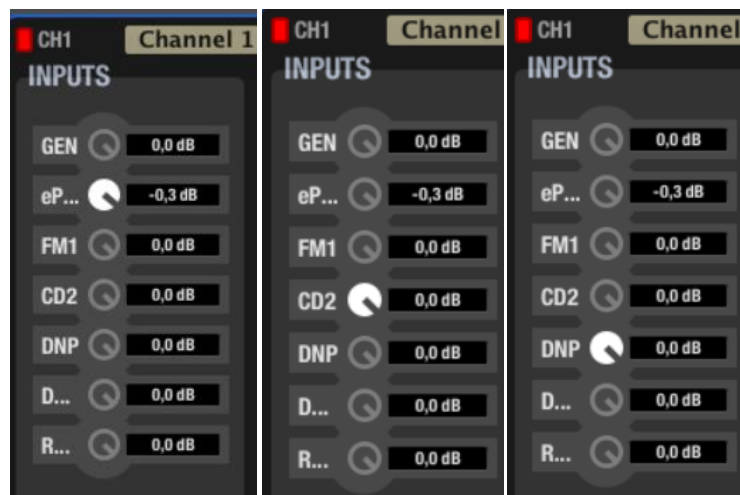 CH1 Channel 1
INPUTS
GEN 0,0 dB
eP... -0,3 dB
FM1 0,0 dB
CD2 0,0 dB
DNP 0,0 dB
D... 0,0 dB
R... 0,0 dB
CH1 Channel
INPUTS
GEN 0,0 dB
eP... -0,3 dB
FM1 0,0 dB
CD2 0,0 dB
DNP 0,0 dB
D... 0,0 dB
R... 0,0 dB
CH1 Channel
INPUTS
GEN 0,0 dB
eP... -0,3 dB
FM1 0,0 dB
CD2 0,0 dB
DNP 0,0 dB
D... 0,0 dB
R... 0,0 dB